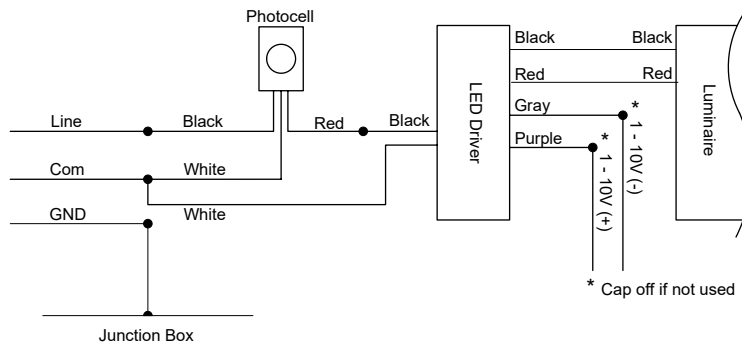 Photocell
Black Black
Red Red
Gray
Purple
LED Driver
Luminaire
Line Black Red Black
Com White
White
GND
* 1 - 10V (-)
* 1 - 10V (+)
* Cap off if not used
Junction Box